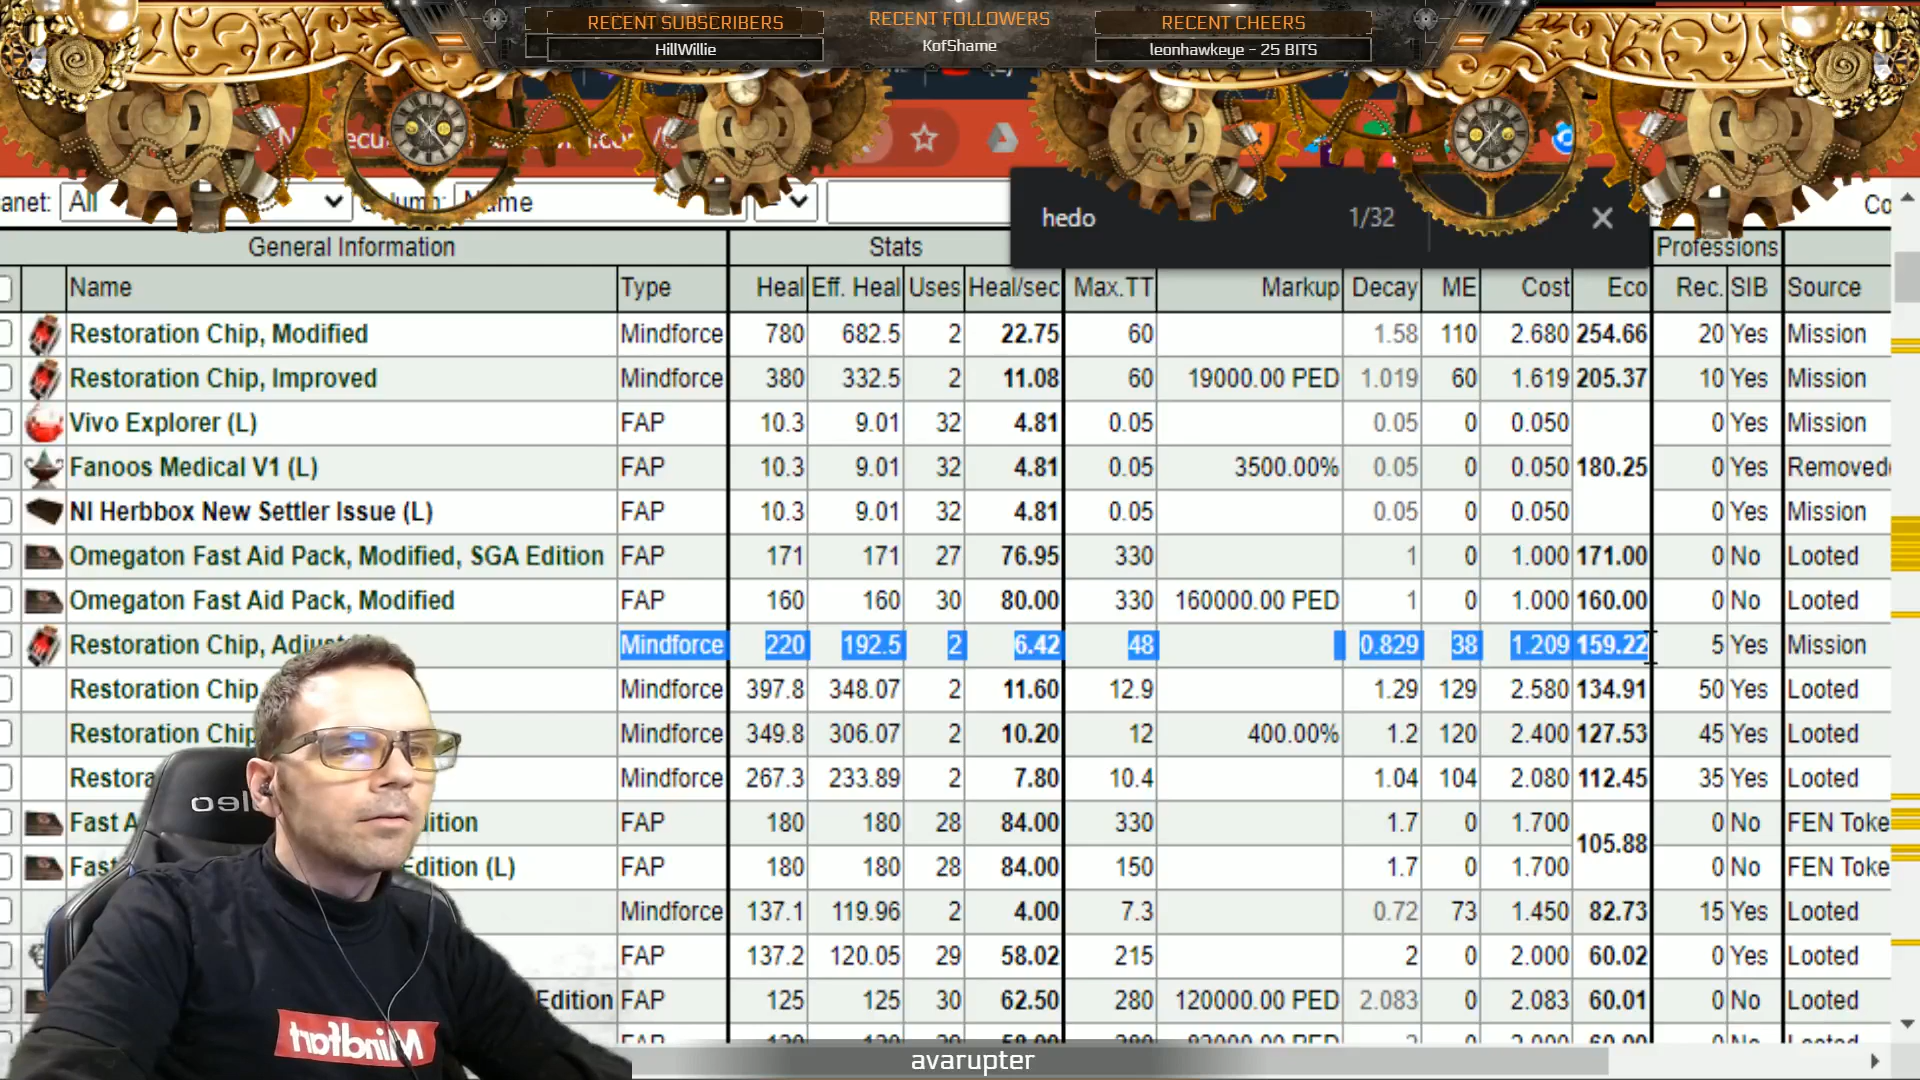 RECENT SUBSCRIBERS
HillWillie
RECENT FOLLOWERS
KofShame
RECENT CHEERS
leonhawkeye - 25 BITS
anet: All Column: Name
hedo 1/32
General Information Stats Professions
Name Type Heal Eff. Heal Uses Heal/sec Max.TT Markup Decay ME Cost Eco Rec. SIB Source
Restoration Chip, Modified Mindforce 780 682.5 2 22.75 60 1.58 110 2.680 254.66 20 Yes Mission
Restoration Chip, Improved Mindforce 380 332.5 2 11.08 60 19000.00 PED 1.019 60 1.619 205.37 10 Yes Mission
Vivo Explorer (L) FAP 10.3 9.01 32 4.81 0.05 0.05 0 0.050 0 Yes Mission
Fanoos Medical V1 (L) FAP 10.3 9.01 32 4.81 0.05 3500.00% 0.05 0 0.050 180.25 0 Yes Removed
NI Herbbox New Settler Issue (L) FAP 10.3 9.01 32 4.81 0.05 0.05 0 0.050 0 Yes Mission
Omegaton Fast Aid Pack, Modified, SGA Edition FAP 171 171 27 76.95 330 1 0 1.000 171.00 0 No Looted
Omegaton Fast Aid Pack, Modified FAP 160 160 30 80.00 330 160000.00 PED 1 0 1.000 160.00 0 No Looted
Restoration Chip, Mindforce 220 192.5 2 6.42 48 0.829 38 1.209 159.22 5 Yes Mission
Restoration Chip Mindforce 397.8 348.07 2 11.60 12.9 1.29 129 2.580 134.91 50 Yes Looted
Restoration Chip Mindforce 349.8 306.07 2 10.20 12 400.00% 1.2 120 2.400 127.53 45 Yes Looted
Restora Mindforce 267.3 233.89 2 7.80 10.4 1.04 104 2.080 112.45 35 Yes Looted
Fast A dition FAP 180 180 28 84.00 330 1.7 0 1.700 0 No FEN Toke
105.88
Fas Edition (L) FAP 180 180 28 84.00 150 1.7 0 1.700 0 No FEN Toke
Mindforce 137.1 119.96 2 4.00 7.3 0.72 73 1.450 82.73 15 Yes Looted
FAP 137.2 120.05 29 58.02 215 2 0 2.000 60.02 0 Yes Looted
Edition FAP 125 125 30 62.50 280 120000.00 PED 2.083 0 2.083 60.01 0 No Looted
Mindfart
avarupter